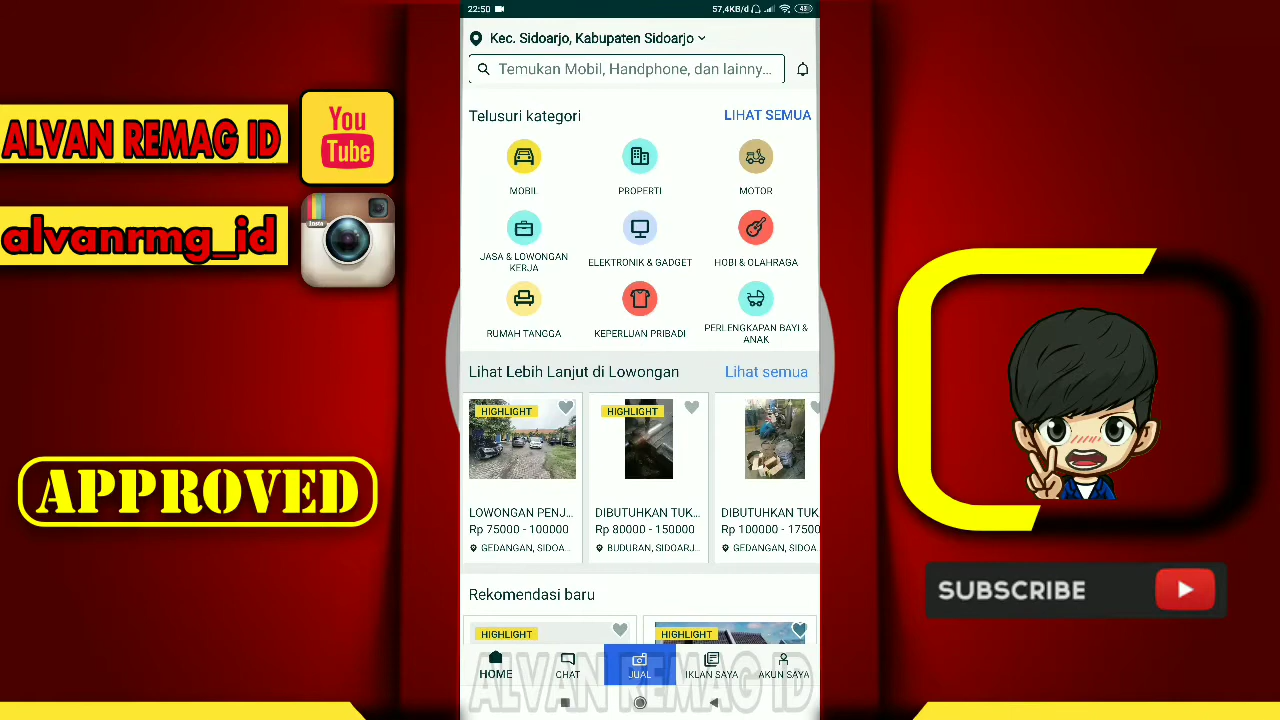 ALVAN REMAG ID
You
Tube
Insta
alvanrmg_id
APPROVED
22:50
57,4KB/d
48
Kec. Sidoarjo, Kabupaten Sidoarjo
Temukan Mobil, Handphone, dan lainny...
Telusuri kategori
LIHAT SEMUA
MOBIL
PROPERTI
MOTOR
JASA & LOWONGAN
KERJA
ELEKTRONIK & GADGET
HOBI & OLAHRAGA
RUMAH TANGGA
KEPERLUAN PRIBADI
PERLENGKAPAN BAYI &
ANAK
Lihat Lebih Lanjut di Lowongan
Lihat semua
HIGHLIGHT
LOWONGAN PENJ...
Rp 75000 - 100000
GEDANGAN, SIDOA...
HIGHLIGHT
DIBUTUHKAN TUK...
Rp 80000 - 150000
BUDURAN, SIDOARJ...
DIBUTUHKAN TUK
Rp 100000 - 17500
GEDANGAN, SIDOA
Rekomendasi baru
HIGHLIGHT
HIGHLIGHT
HOME
CHAT
JUAL
IKLAN SAYA
AKUN SAYA
ALVAN REMAG ID
SUBSCRIBE